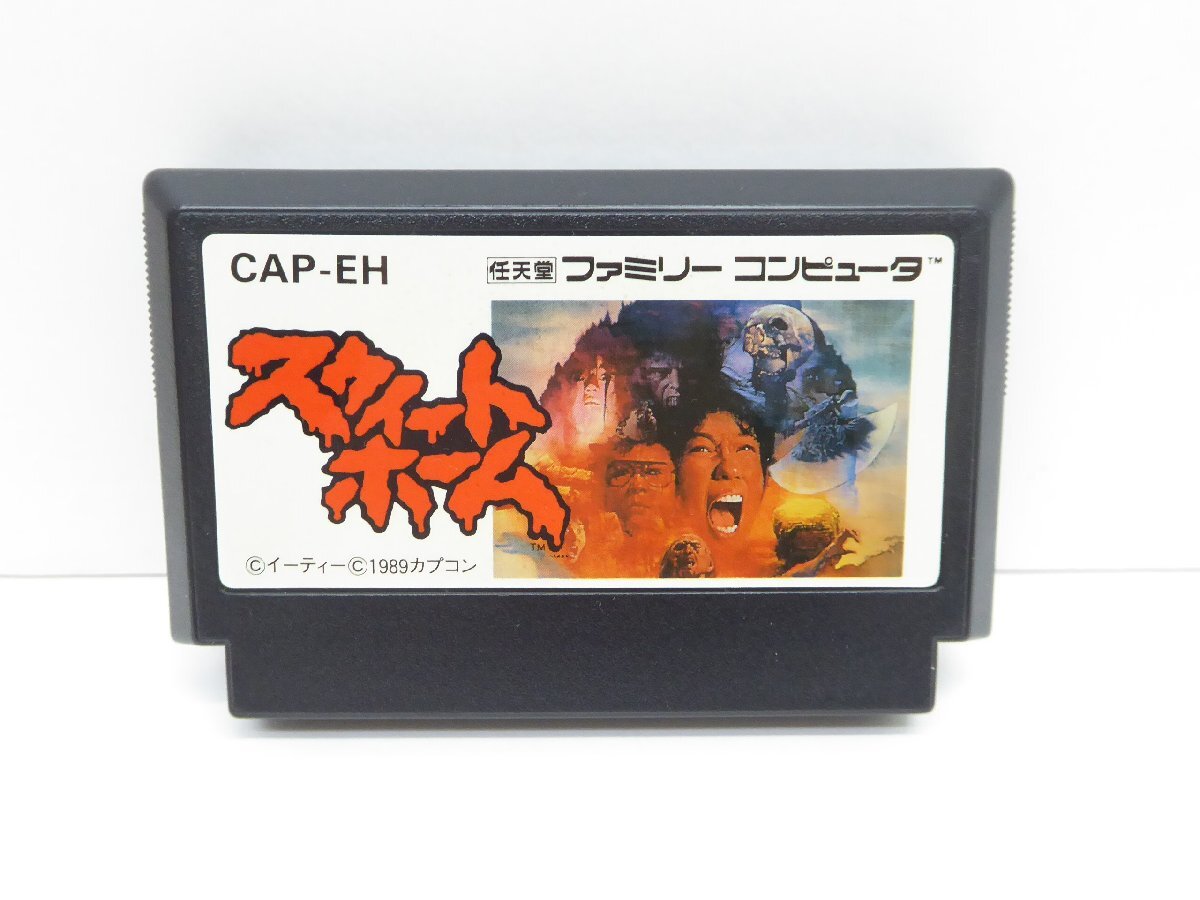 CAP-EH
任天堂 ファミリー コンピュータ™
スウィート
ホーム
TM
©イーティー©1989カプコン